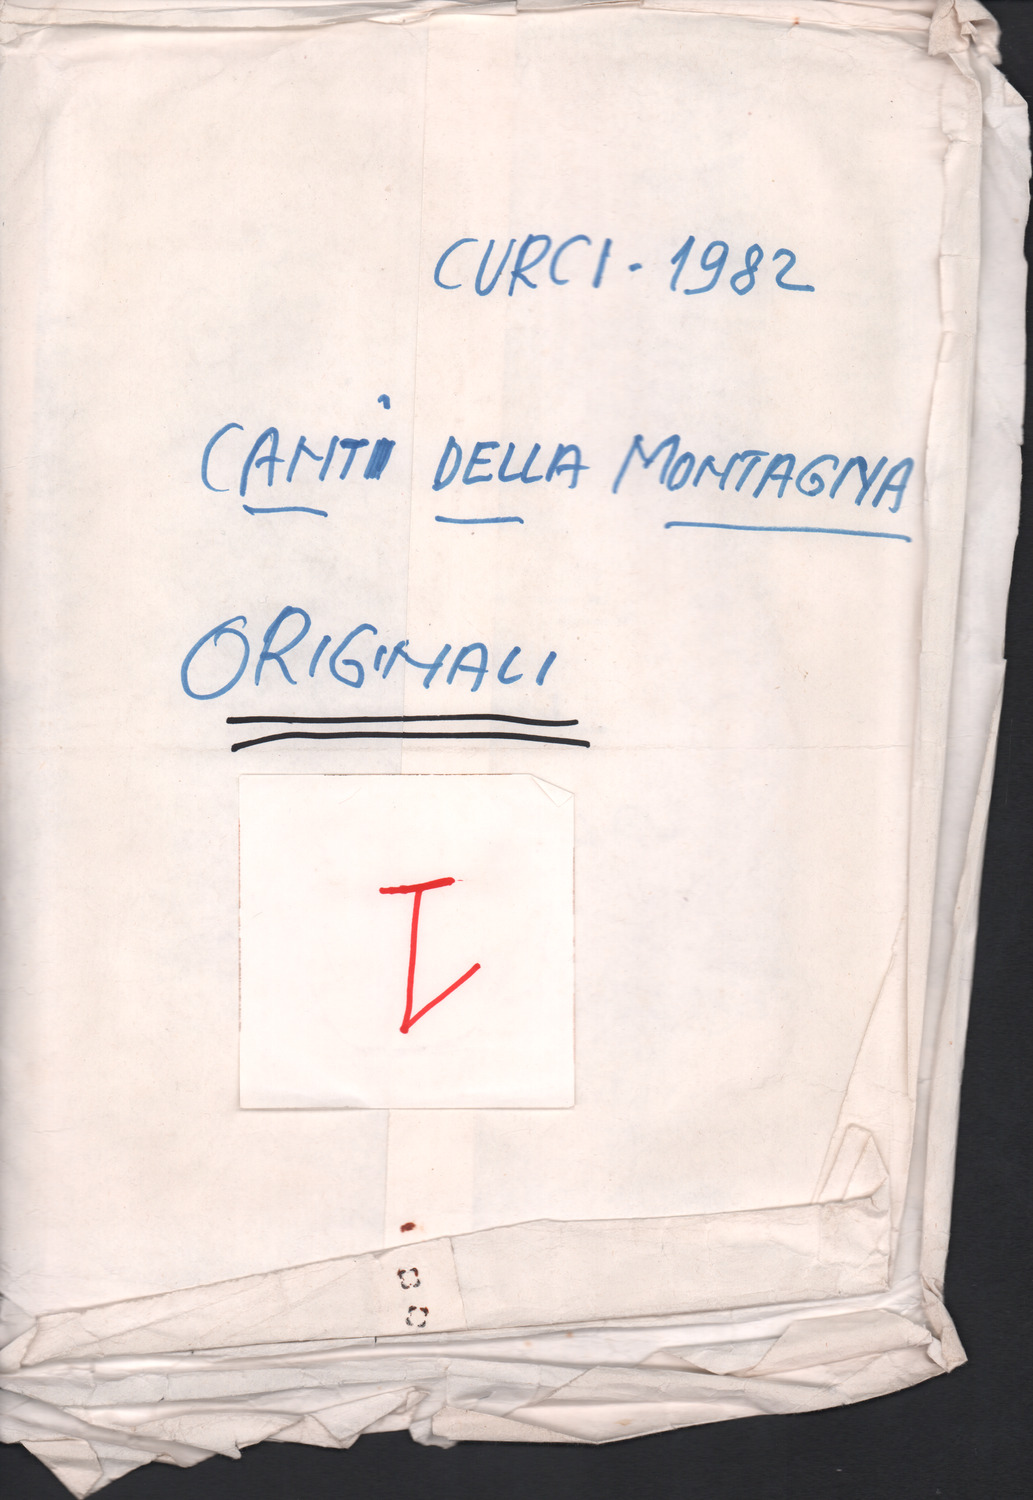 CURCI - 1982
CANTI DELLA MONTAGNA
ORIGINALI